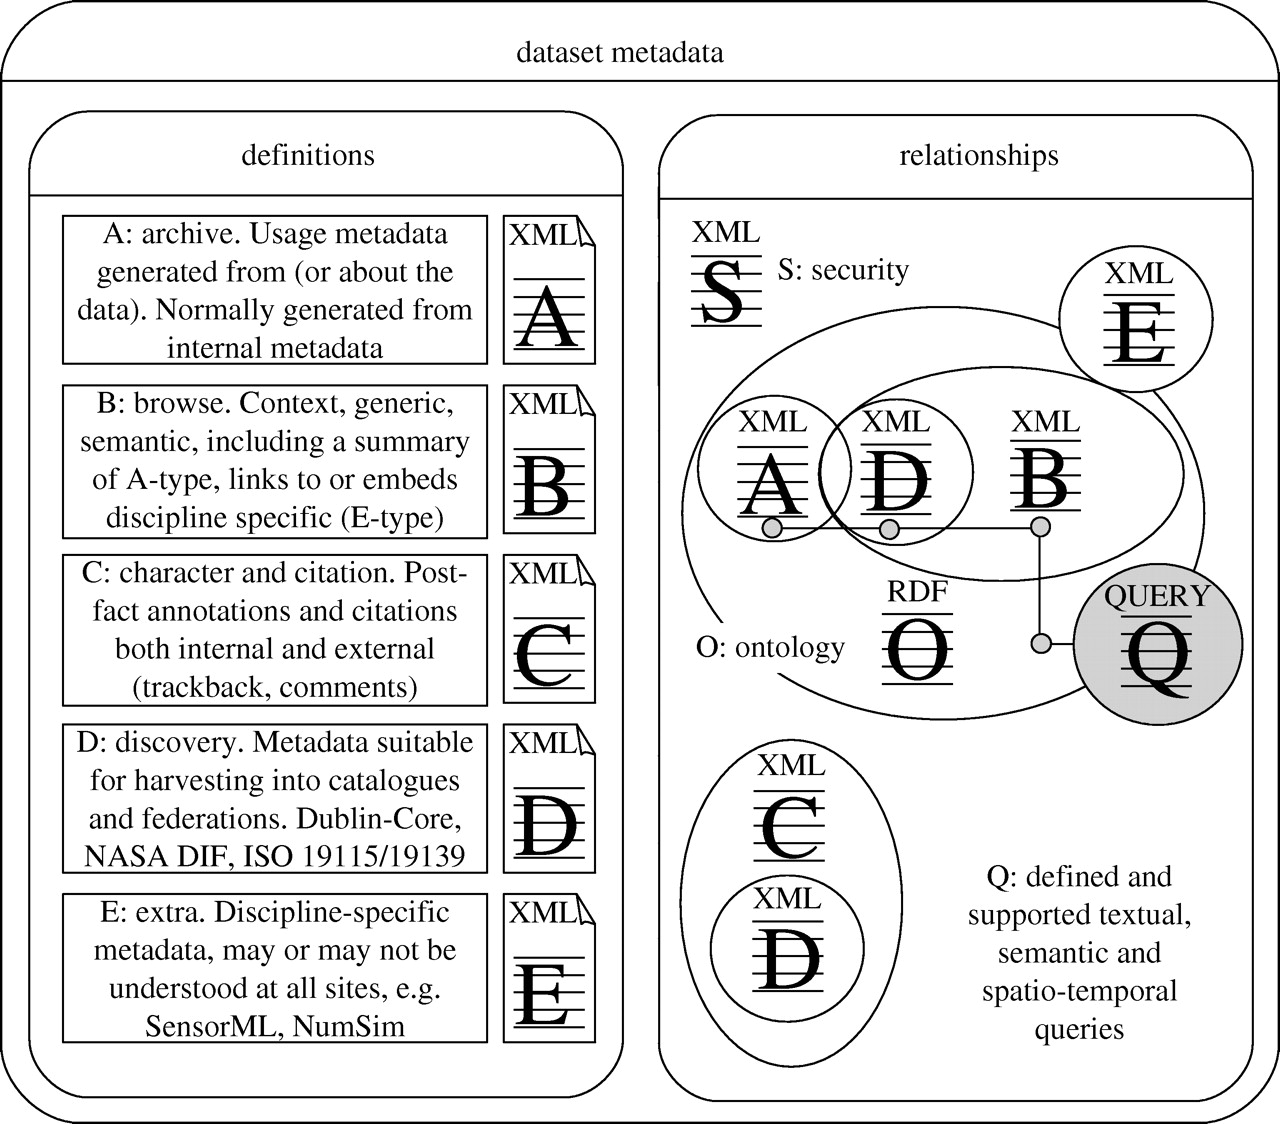 dataset metadata
definitions
A: archive. Usage metadata
generated from (or about the
data). Normally generated from
internal metadata
XML
A
B: browse. Context, generic,
semantic, including a summary
of A-type, links to or embeds
discipline specific (E-type)
XML
B
C: character and citation. Post-
fact annotations and citations
both internal and external
(trackback, comments)
XML
C
D: discovery. Metadata suitable
for harvesting into catalogues
and federations. Dublin-Core,
NASA DIF, ISO 19115/19139
XML
D
E: extra. Discipline-specific
metadata, may or may not be
understood at all sites, e.g.
SensorML, NumSim
XML
E
relationships
XML
S
S: security
XML
E
XML
A
XML
D
XML
B
RDF
O
O: ontology
QUERY
Q
XML
C
XML
D
Q: defined and
supported textual,
semantic and
spatio-temporal
queries